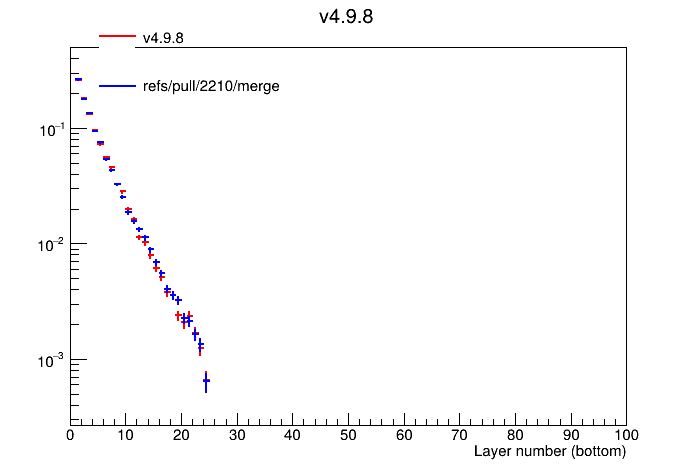 v4.9.8
v4.9.8
refs/pull/2210/merge
10⁻¹
10⁻²
10⁻³
0 10 20 30 40 50 60 70 80 90 100
Layer number (bottom)